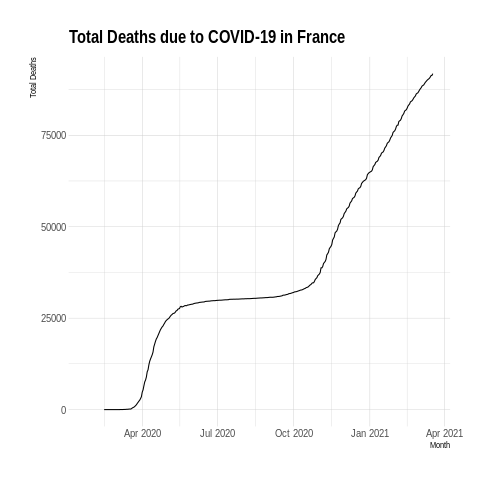 Total Deaths due to COVID-19 in France
Total Deaths
75000
50000
25000
0
Apr 2020 Jul 2020 Oct 2020 Jan 2021 Apr 2021
Month